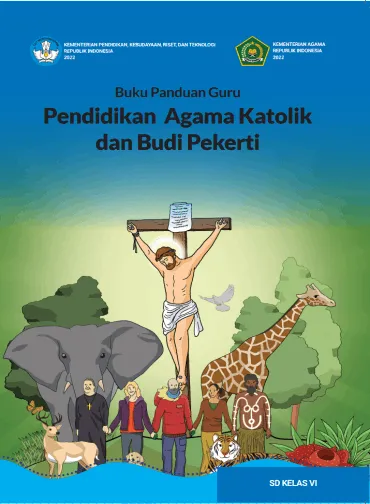 KEMENTERIAN PENDIDIKAN, KEBUDAYAAN, RISET, DAN TEKNOLOGI
REPUBLIK INDONESIA
2022
KEMENTERIAN AGAMA
REPUBLIK INDONESIA
2022
Buku Panduan Guru
Pendidikan Agama Katolik
dan Budi Pekerti
SD KELAS VI